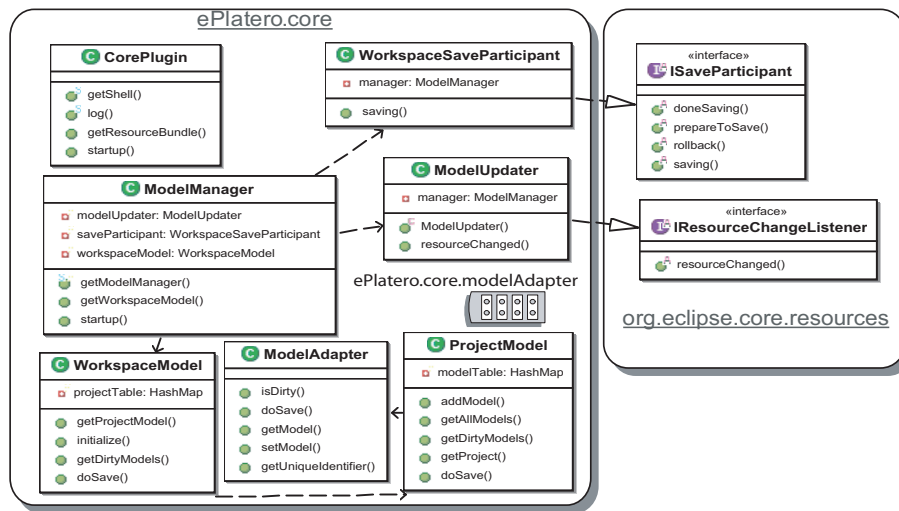 ePlatero.core
CorePlugin
getShell()
log()
getResourceBundle()
startup()
WorkspaceSaveParticipant
manager: ModelManager
saving()
«interface»
ISaveParticipant
doneSaving()
prepareToSave()
rollback()
saving()
ModelManager
modelUpdater: ModelUpdater
saveParticipant: WorkspaceSaveParticipant
workspaceModel: WorkspaceModel
getModelManager()
getWorkspaceModel()
startup()
ModelUpdater
manager: ModelManager
ModelUpdater()
resourceChanged()
«interface»
IResourceChangeListener
resourceChanged()
ePlatero.core.modelAdapter
org.eclipse.core.resources
WorkspaceModel
projectTable: HashMap
getProjectModel()
initialize()
getDirtyModels()
doSave()
ModelAdapter
isDirty()
doSave()
getModel()
setModel()
getUniqueIdentifier()
ProjectModel
modelTable: HashMap
addModel()
getAllModels()
getDirtyModels()
getProject()
doSave()